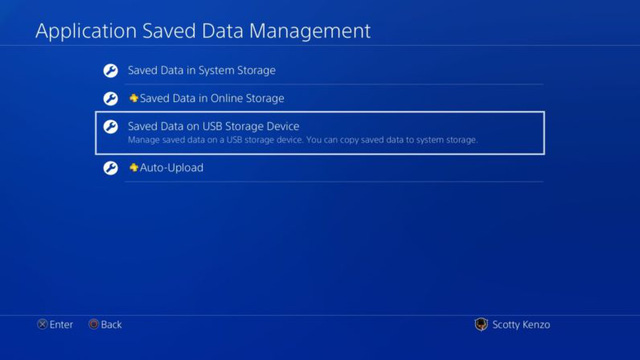 Application Saved Data Management
Saved Data in System Storage
Saved Data in Online Storage
Saved Data on USB Storage Device
Manage saved data on a USB storage device. You can copy saved data to system storage.
Auto-Upload
Enter
Back
Scotty Kenzo